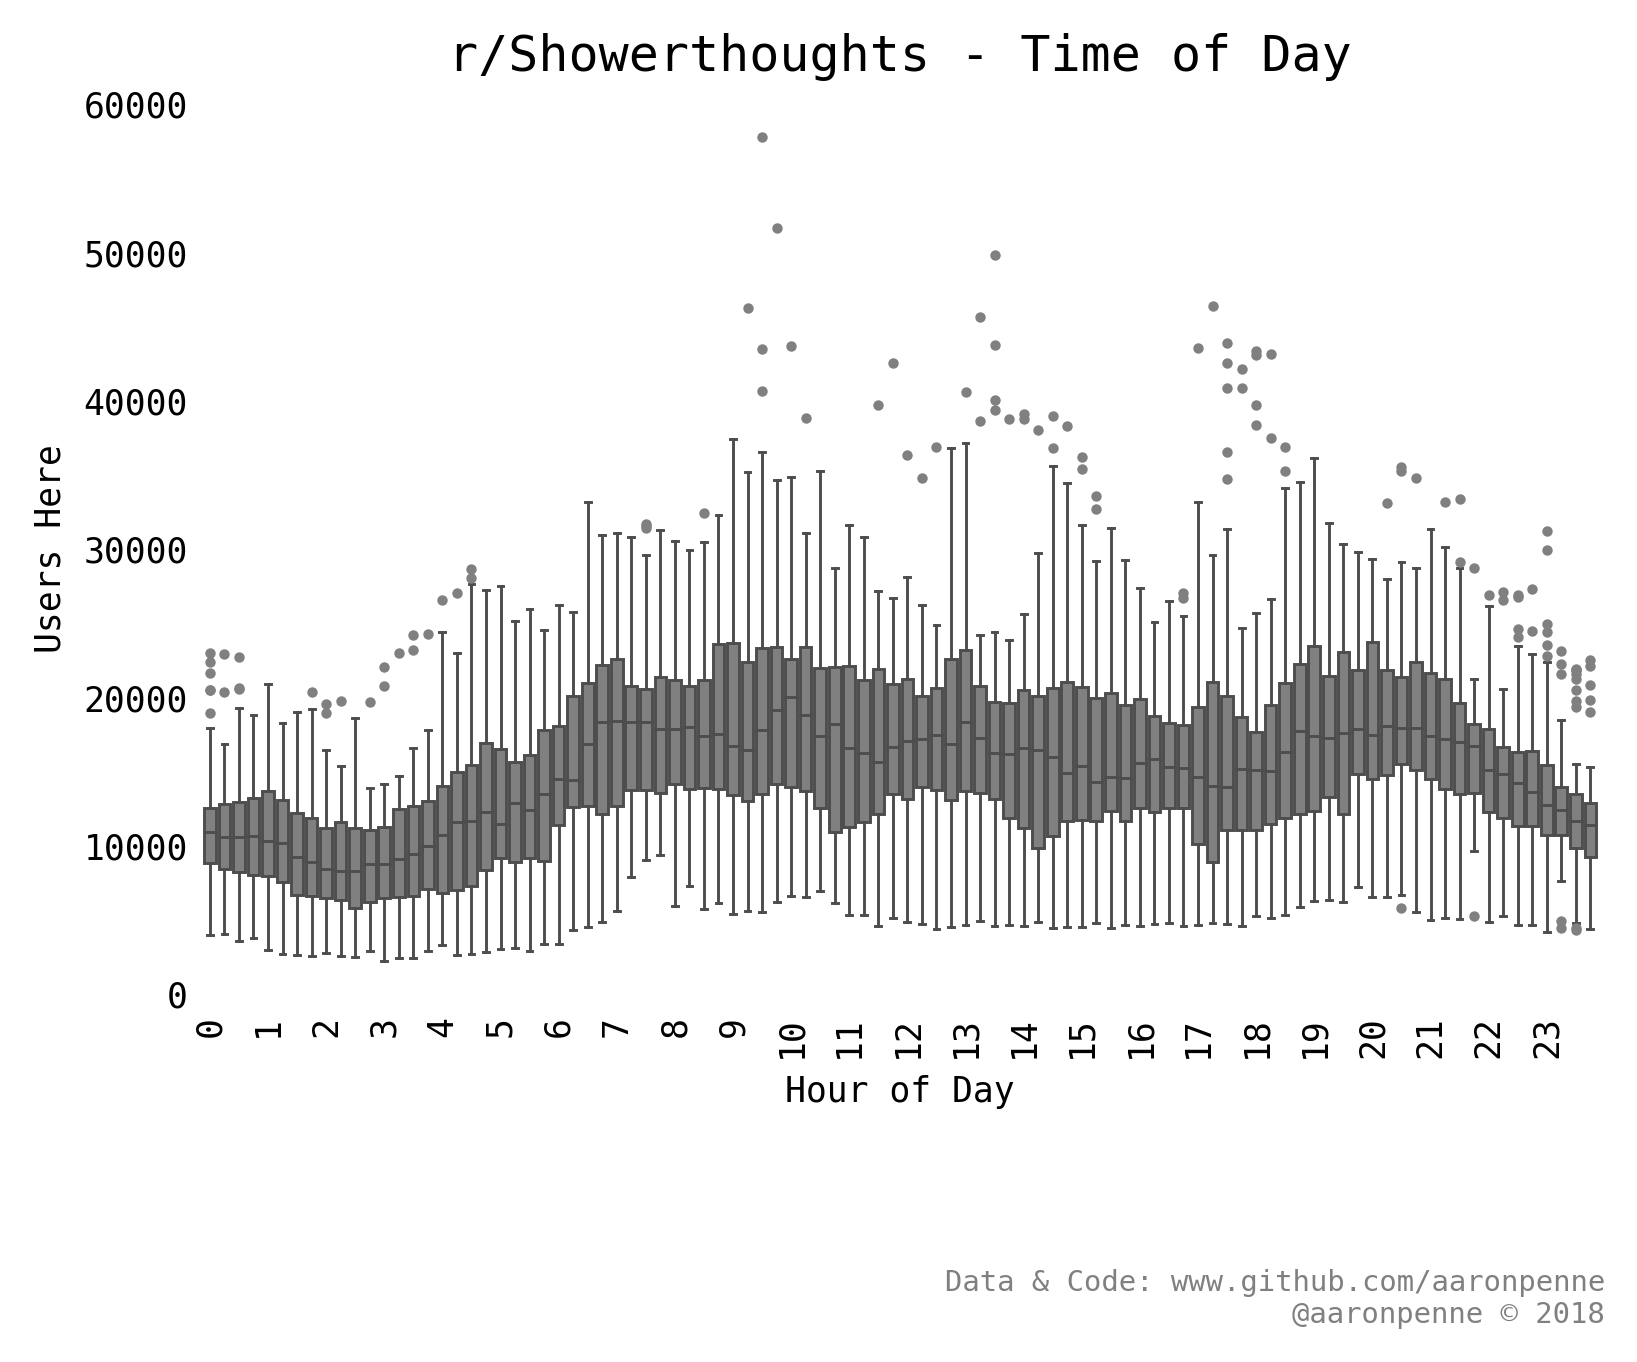 r/Showerthoughts - Time of Day
60000
50000
40000
30000
20000
10000
0
Users Here
0 1 2 3 4 5 6 7 8 9 10 11 12 13 14 15 16 17 18 19 20 21 22 23
Hour of Day
Data & Code: www.github.com/aaronpenne
@aaronpenne © 2018